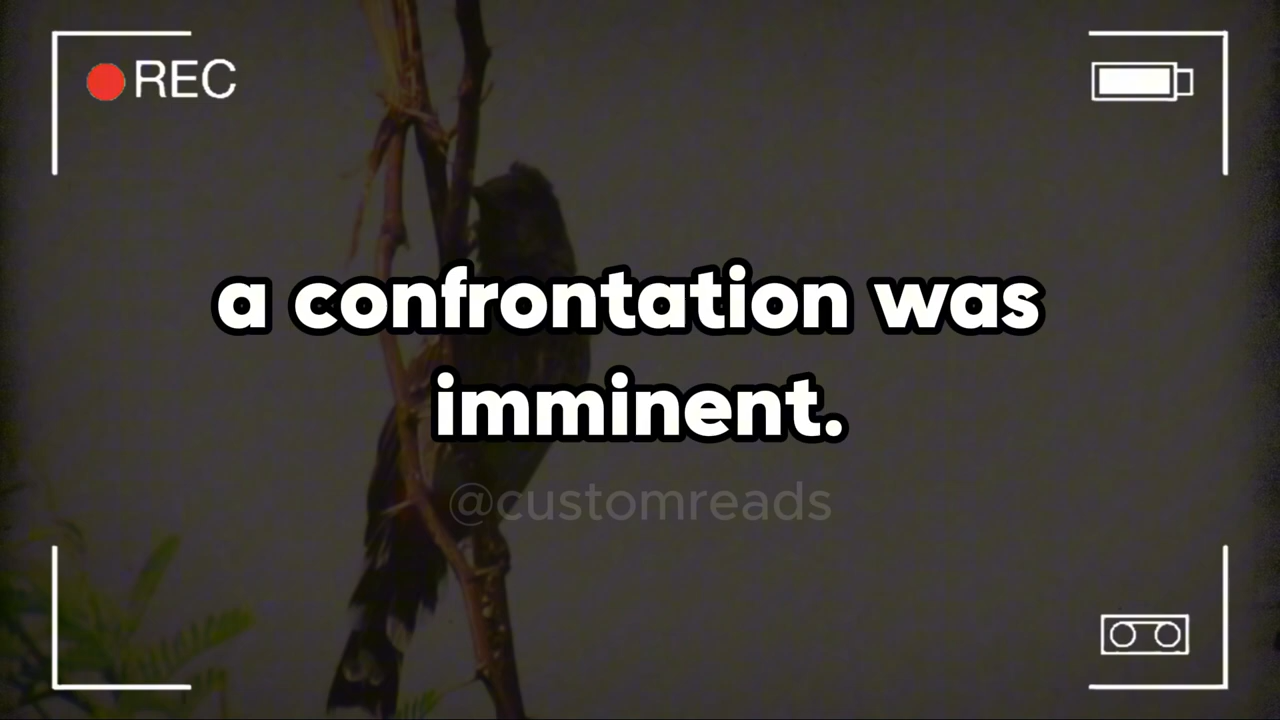 REC
a confrontation was
imminent.
@customreads